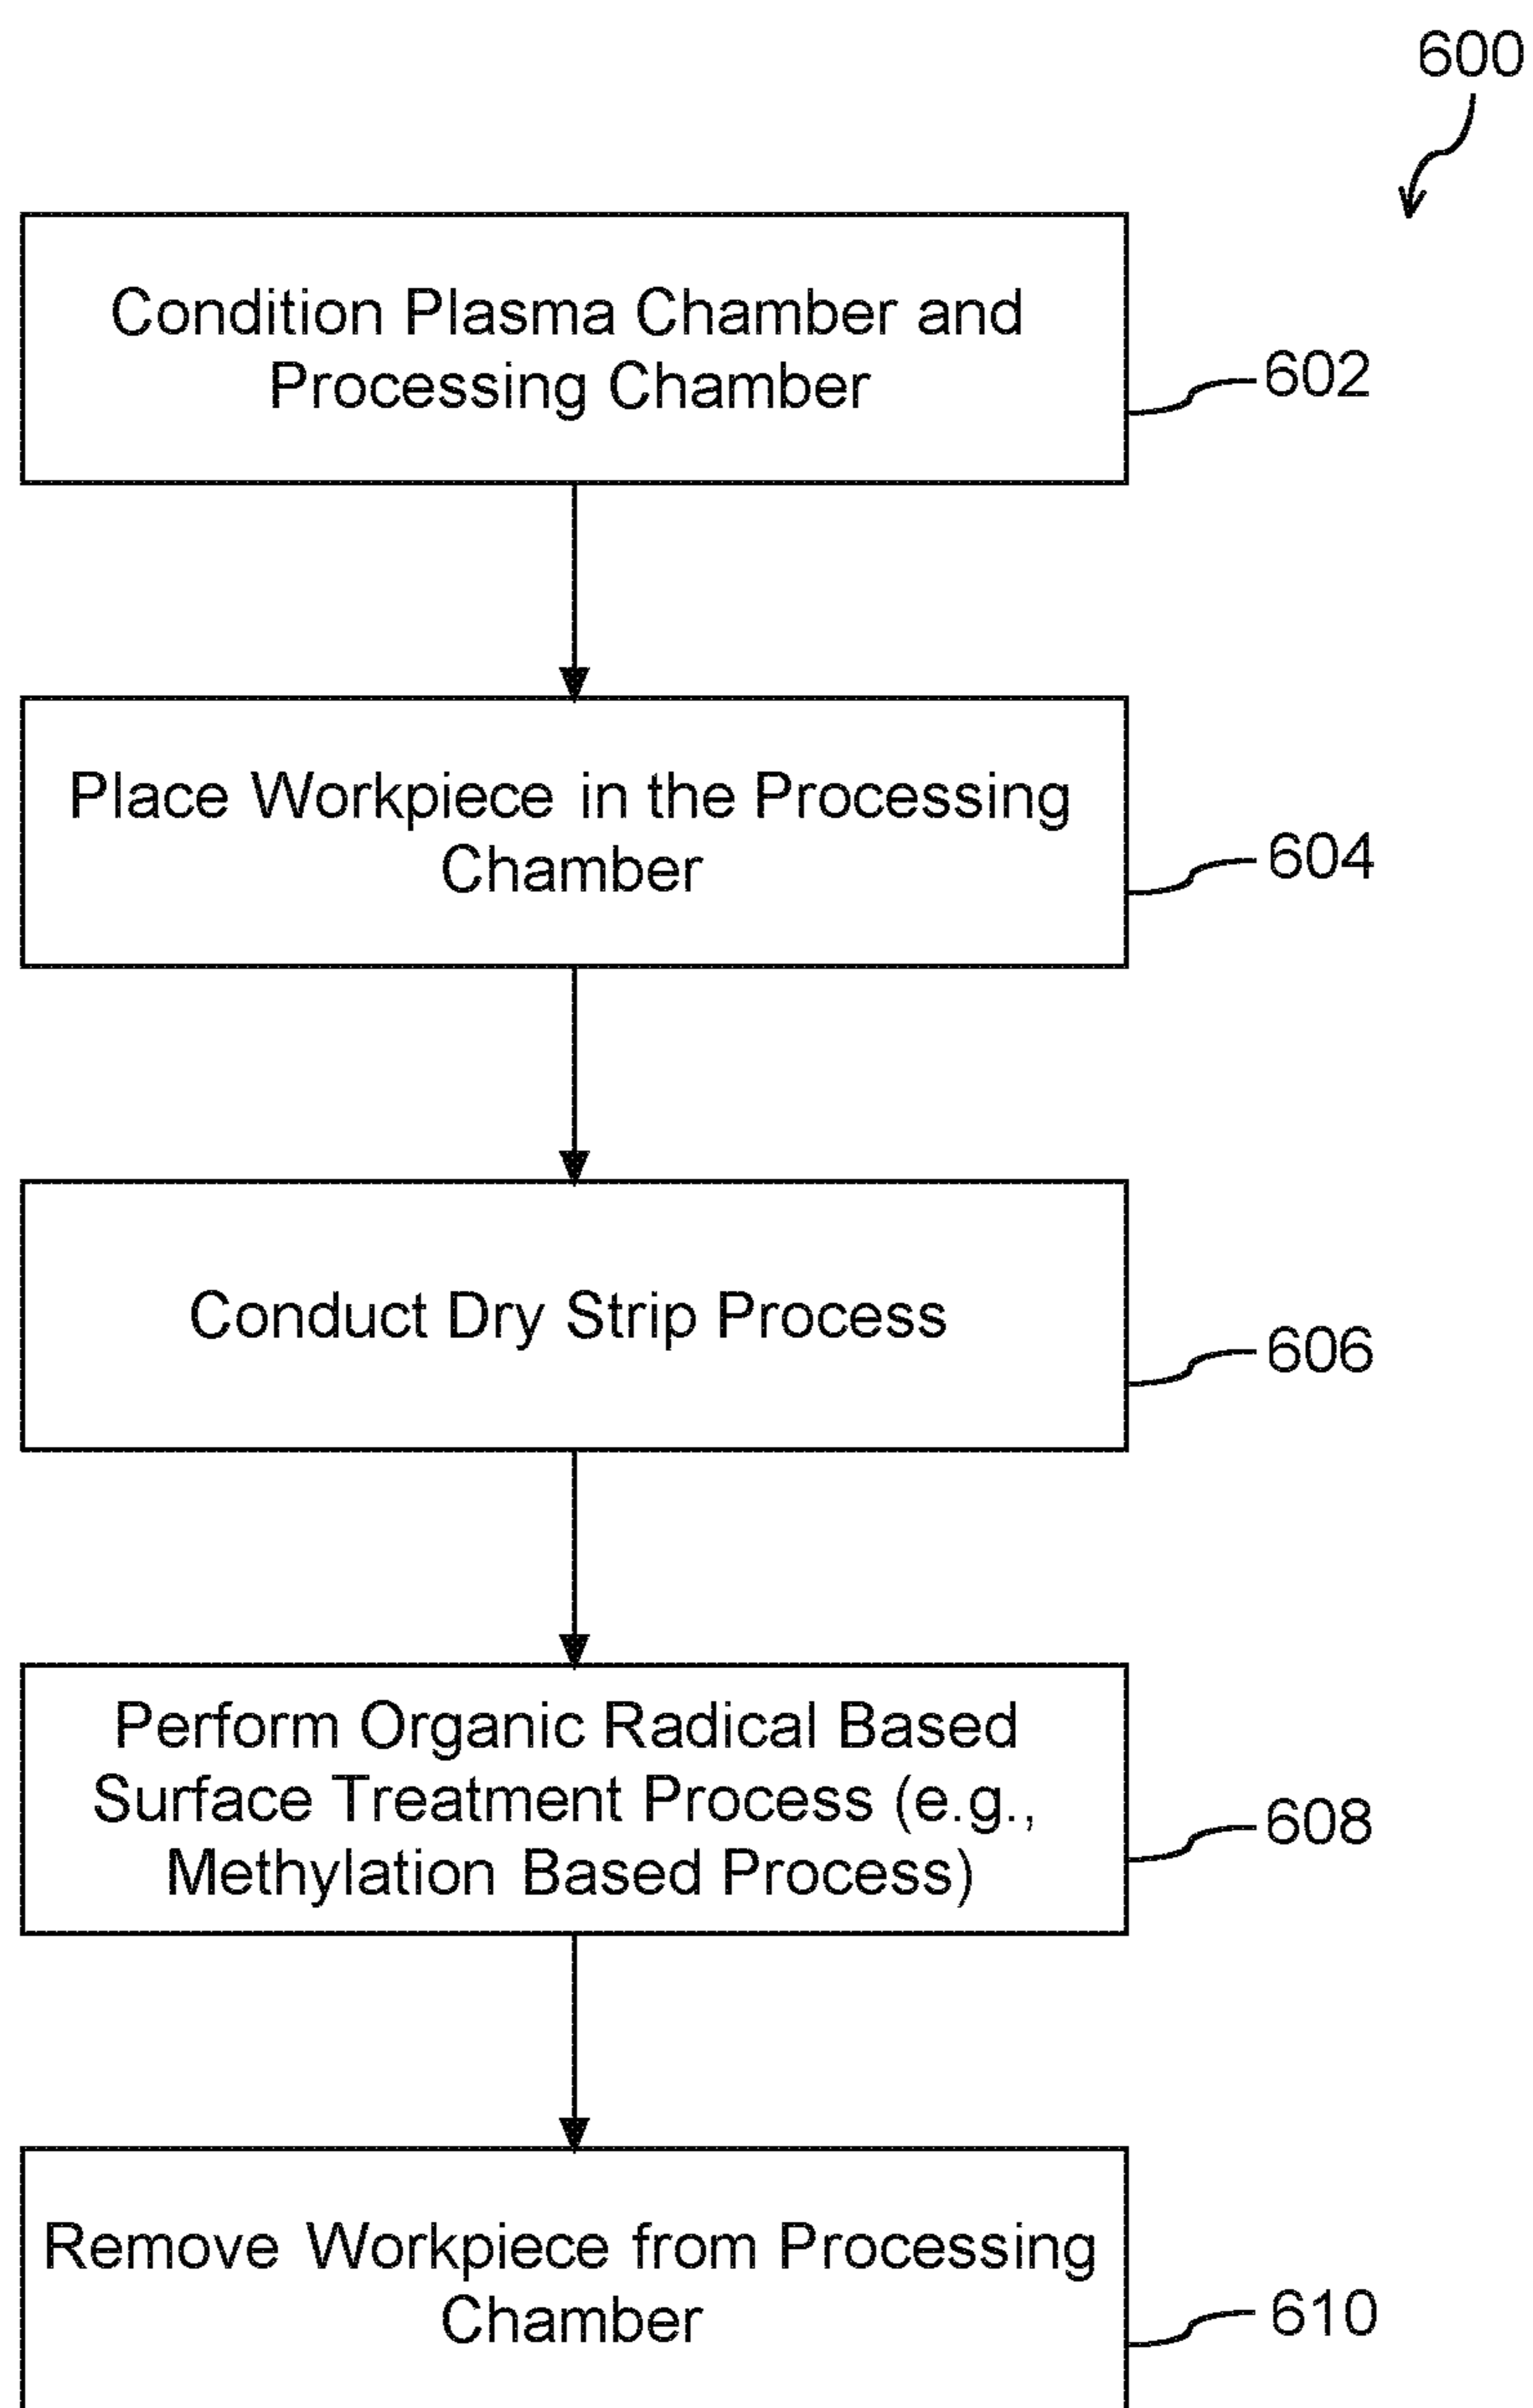 600
Condition Plasma Chamber and
Processing Chamber
602
Place Workpiece in the Processing
Chamber
604
Conduct Dry Strip Process
606
Perform Organic Radical Based
Surface Treatment Process (e.g.,
Methylation Based Process)
608
Remove Workpiece from Processing
Chamber
610